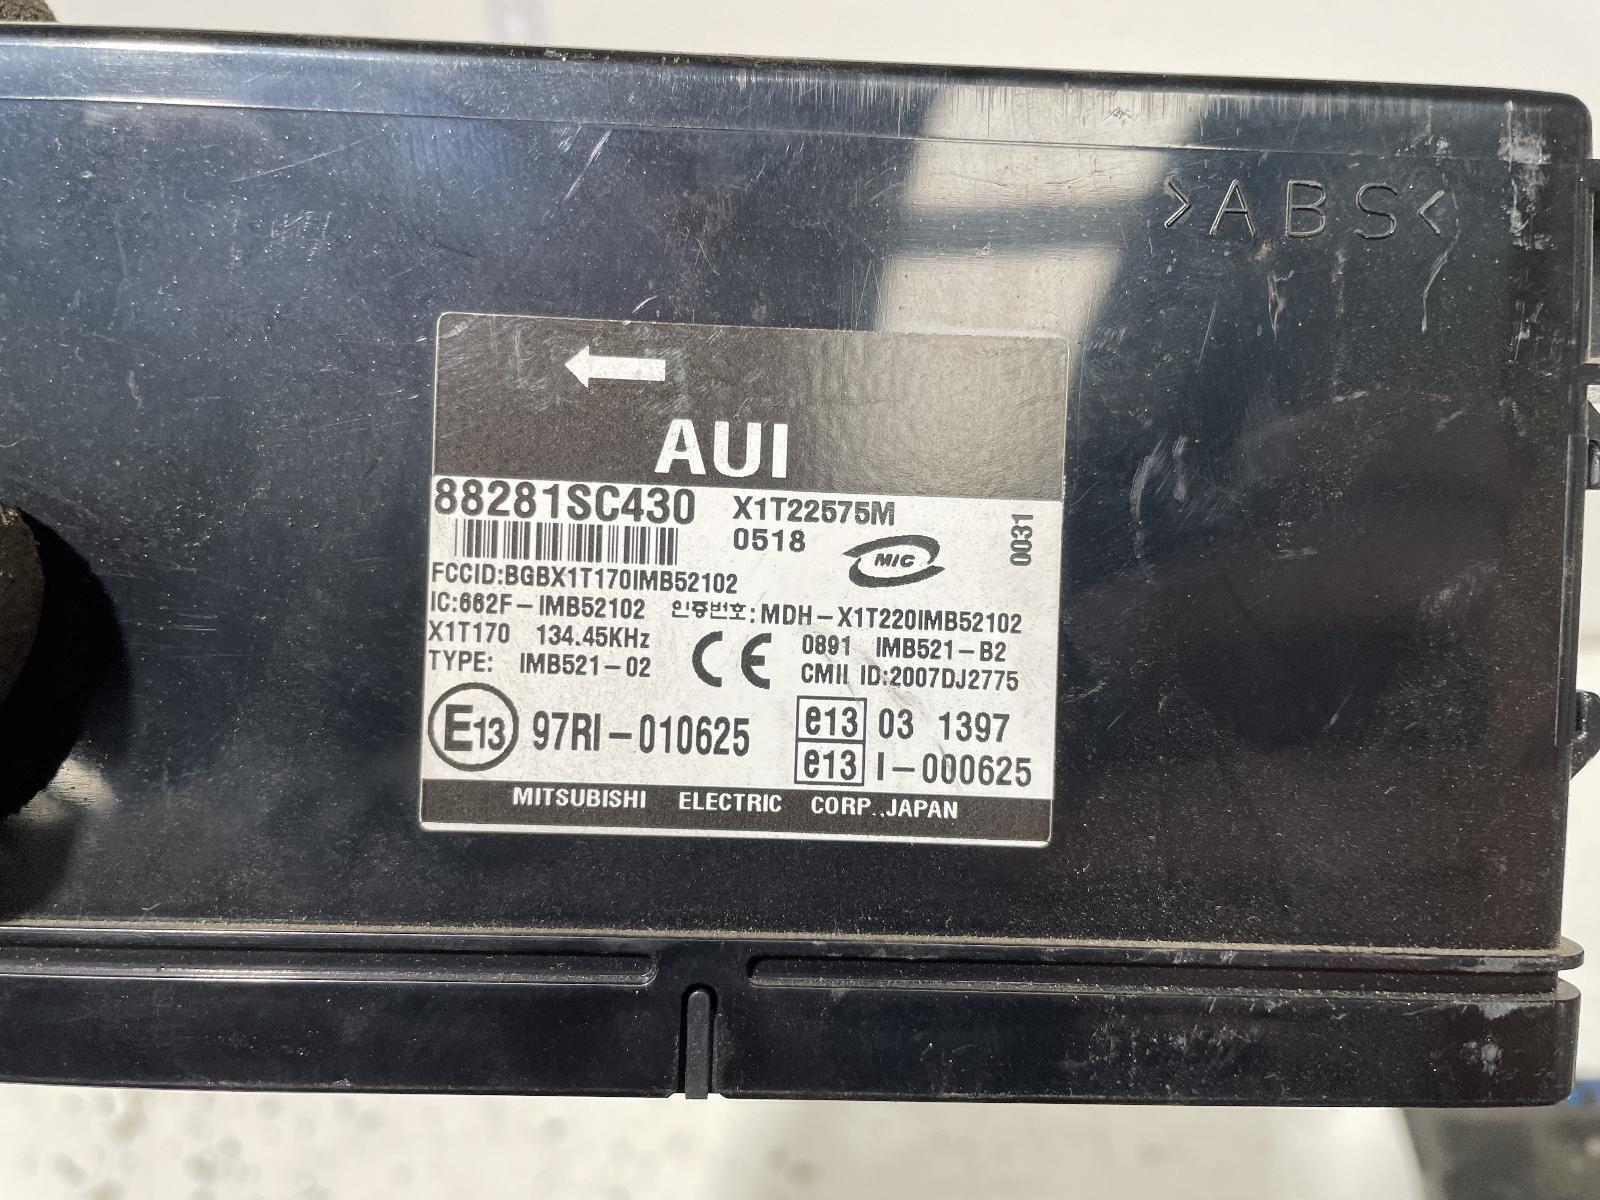 >ABS<
AUI
88281SC430 X1T22575M
0518 MIC 0031
FCCID:BGBX1T170IMB52102
IC:662F-IMB52102 인증번호:MDH-X1T220IMB52102
X1T170 134.45KHz CE 0891 IMB521-B2
TYPE: IMB521-02 CMII ID:2007DJ2775
E13 97RI-010625 e13 03 1397
e13 I-000625
MITSUBISHI ELECTRIC CORP.,JAPAN